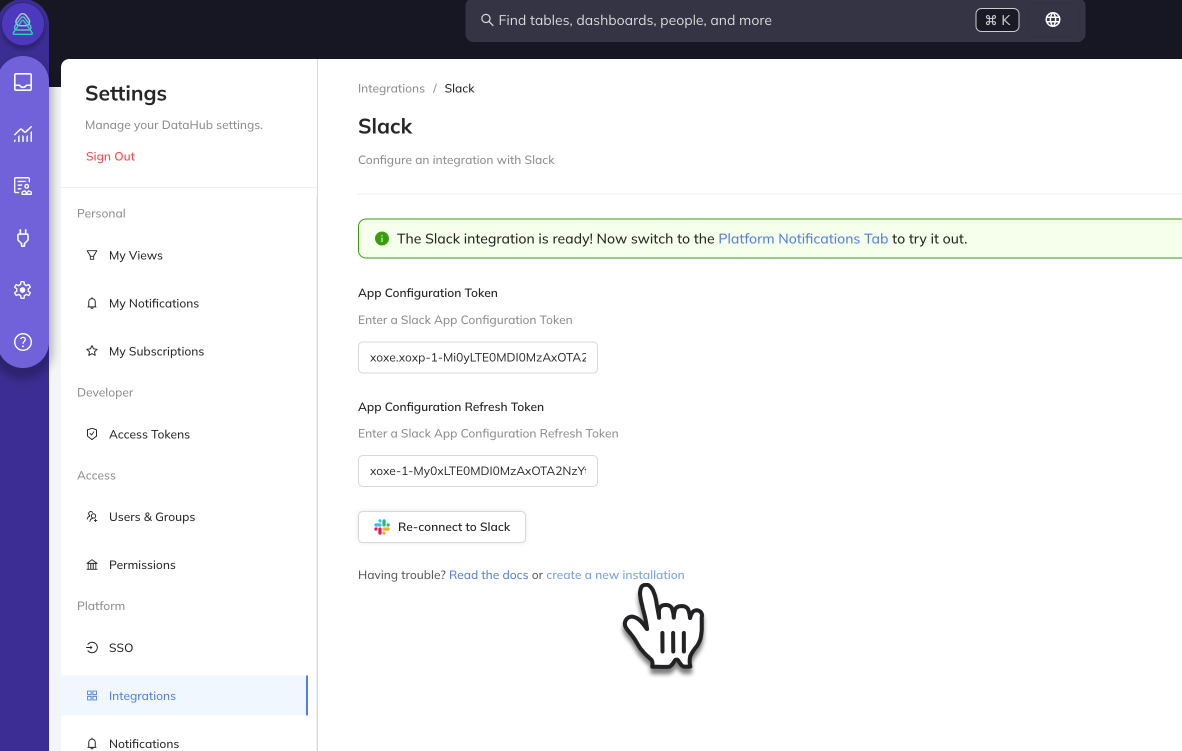 Find tables, dashboards, people, and more
⌘ K
Settings
Manage your DataHub settings.
Sign Out
Personal
My Views
My Notifications
My Subscriptions
Developer
Access Tokens
Access
Users & Groups
Permissions
Platform
SSO
Integrations
Notifications
Integrations / Slack
Slack
Configure an integration with Slack
The Slack integration is ready! Now switch to the Platform Notifications Tab to try it out.
App Configuration Token
Enter a Slack App Configuration Token
xoxe.xoxp-1-Mi0yLTE0MDI0MzAxOTA2
App Configuration Refresh Token
Enter a Slack App Configuration Refresh Token
xoxe-1-My0xLTE0MDI0MzAxOTA2NzY
Re-connect to Slack
Having trouble? Read the docs or create a new installation